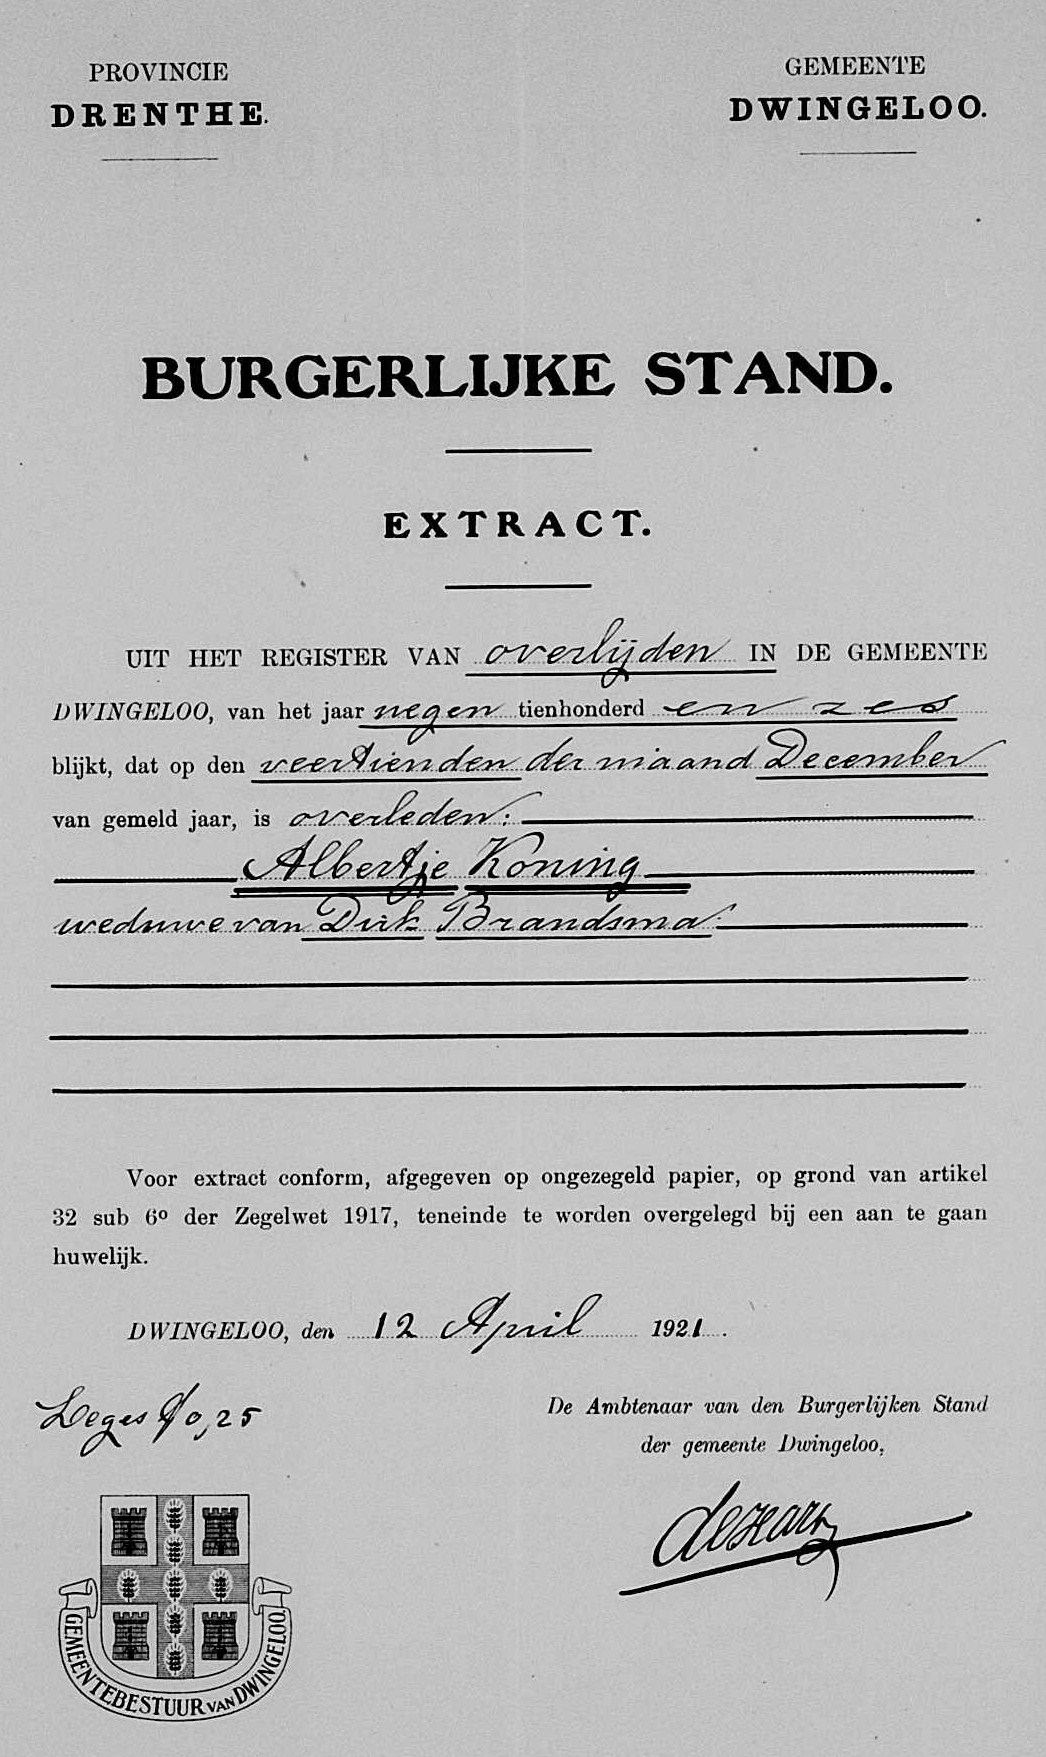 PROVINCIE
DRENTHE.
GEMEENTE
DWINGELOO.
BURGERLIJKE STAND.
EXTRACT.
UIT HET REGISTER VAN overlijden IN DE GEMEENTE
DWINGELOO, van het jaar negen tienhonderd en zes
blijkt, dat op den veertienden der maand December
van gemeld jaar, is overleden:
Albertje Koning
weduwe van Dirk Brandsma.
Voor extract conform, afgegeven op ongezegeld papier, op grond van artikel
32 sub 6º der Zegelwet 1917, teneinde te worden overgelegd bij een aan te gaan
huwelijk.
DWINGELOO, den 12 April 1921.
Leges f 0,25
De Ambtenaar van den Burgerlijken Stand
der gemeente Dwingeloo,
GEMEENTEBESTUUR VAN DWINGELOO.